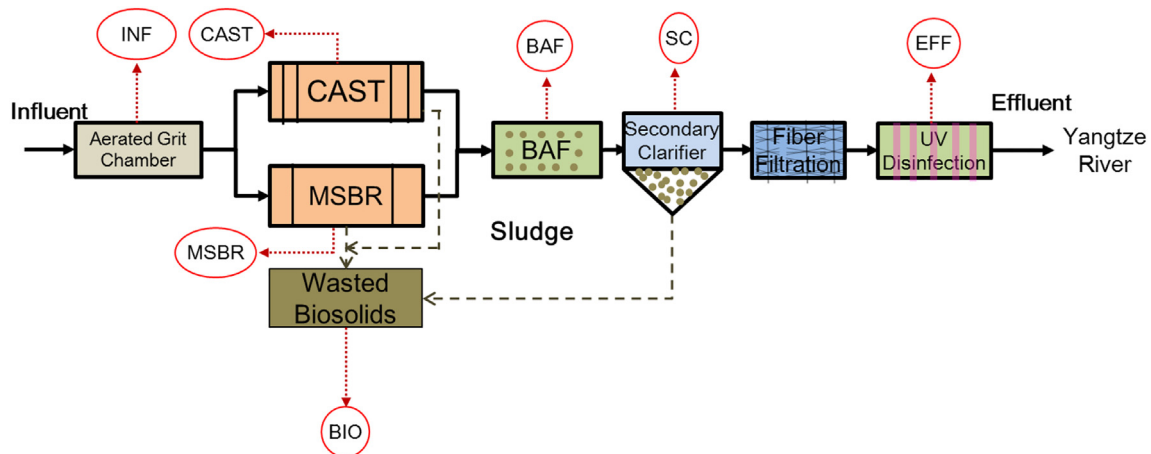 INF
CAST
BAF
SC
EFF
Influent
Aerated Grit
Chamber
CAST
MSBR
BAF
Secondary
Clarifier
Fiber
Filtration
UV
Disinfection
Effluent
Yangtze
River
MSBR
Sludge
Wasted
Biosolids
BIO